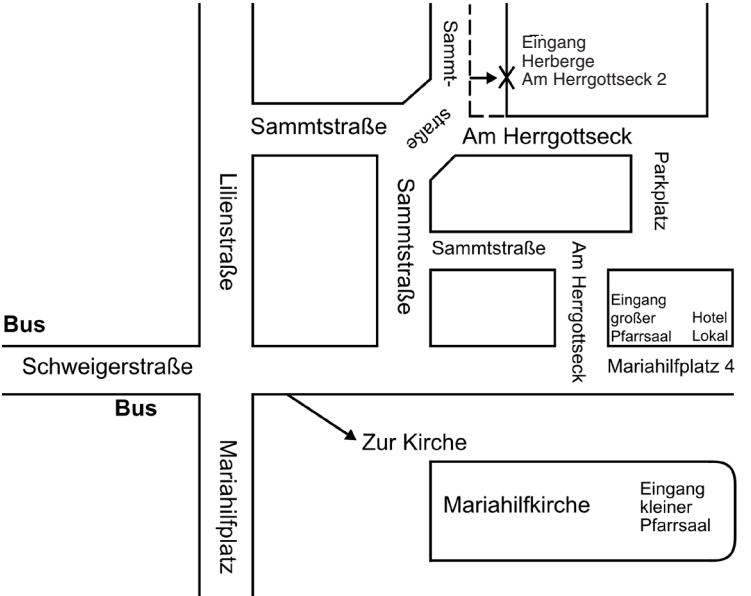 Sammt-
straße
Eingang
Herberge
Am Herrgottseck 2
Sammtstraße
Am Herrgottseck
Lilienstraße
Sammtstraße
Parkplatz
Sammtstraße
Am Herrgottseck
Eingang
großer
Pfarrsaal
Hotel
Lokal
Bus
Schweigerstraße
Mariahilfplatz 4
Bus
Mariahilfplatz
Zur Kirche
Mariahilfkirche
Eingang
kleiner
Pfarrsaal